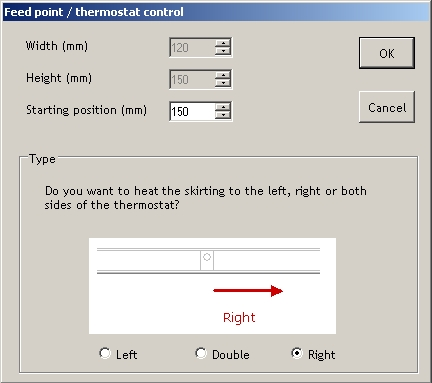 Feed point / thermostat control
Width (mm) 120
OK
Height (mm) 150
Cancel
Starting position (mm) 150
Type
Do you want to heat the skirting to the left, right or both
sides of the thermostat?
Right
Left Double Right